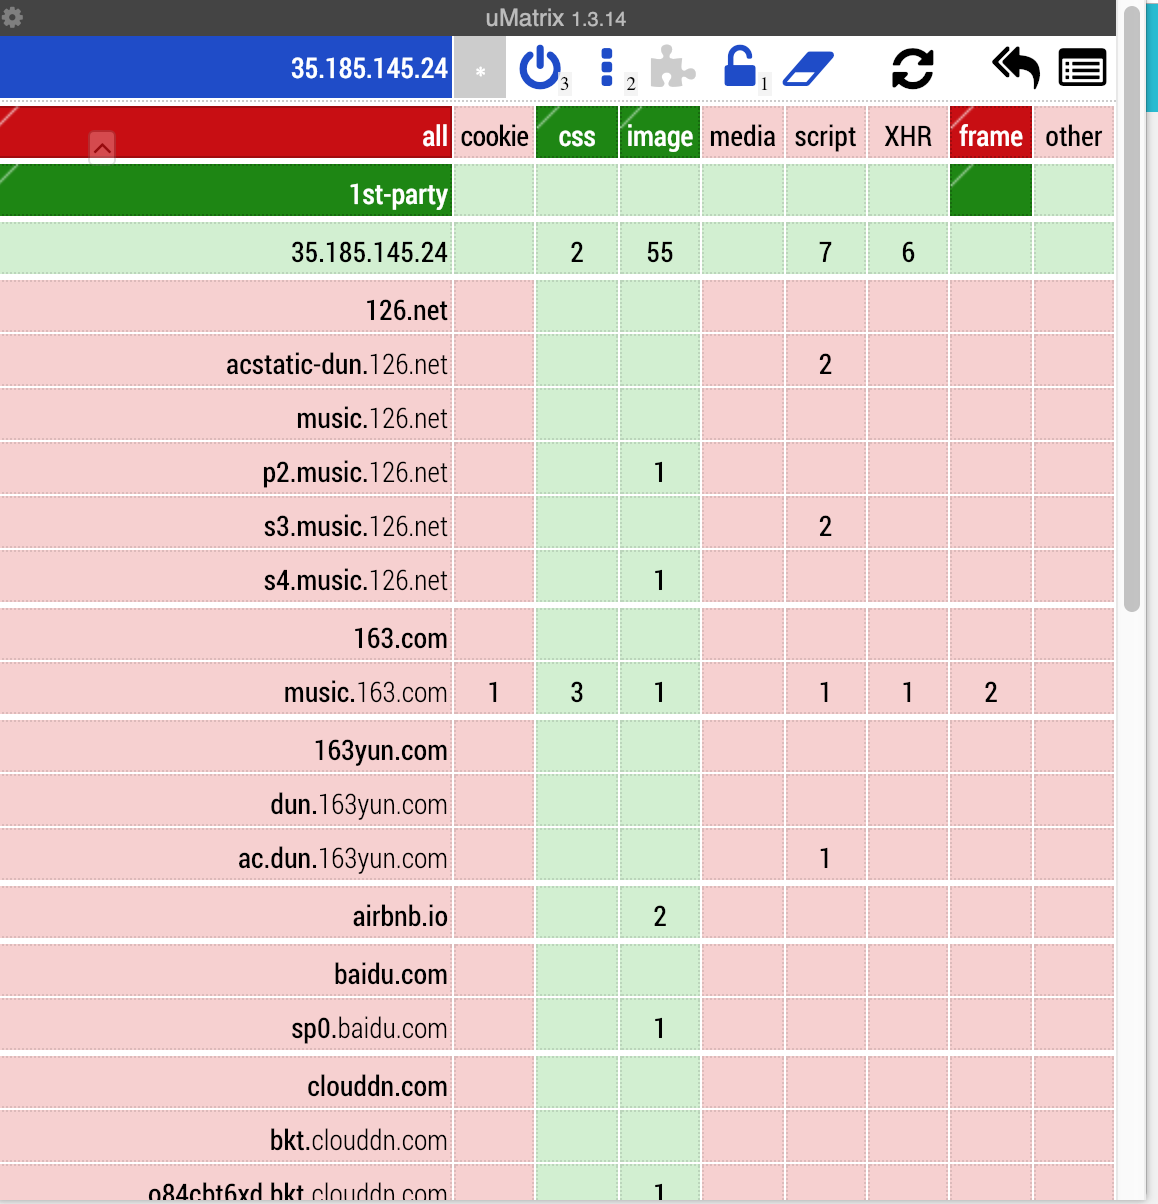 uMatrix 1.3.14
35.185.145.24 * 3 2 1
all cookie css image media script XHR frame other
1st-party
35.185.145.24 2 55 7 6
126.net
acstatic-dun.126.net 2
music.126.net
p2.music.126.net 1
s3.music.126.net 2
s4.music.126.net 1
163.com
music.163.com 1 3 1 1 1 2
163yun.com
dun.163yun.com
ac.dun.163yun.com 1
airbnb.io 2
baidu.com
sp0.baidu.com 1
clouddn.com
bkt.clouddn.com
o84cbt6xd.bkt.clouddn.com 1